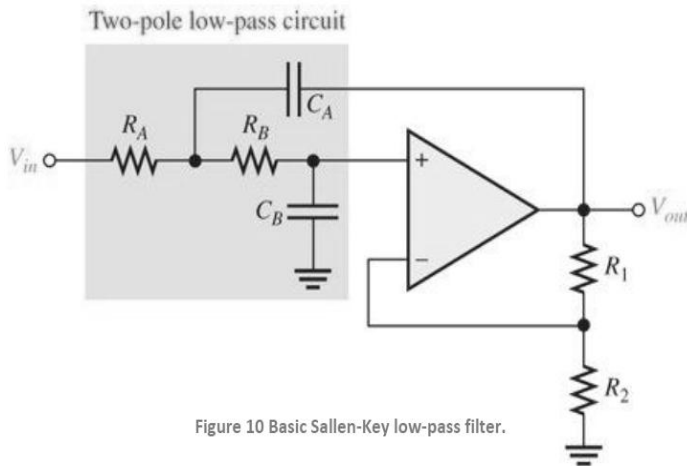 Two-pole low-pass circuit
C_A
R_A
R_B
V_in
+
C_B
V_out
−
R_1
R_2
Figure 10 Basic Sallen-Key low-pass filter.